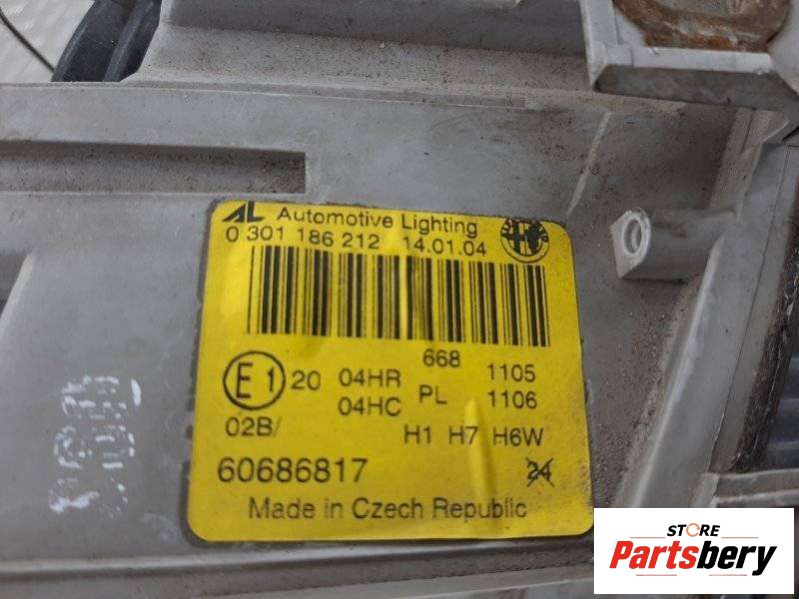 AL Automotive Lighting
0 301 186 212 14.01.04
668
E1 20 04HR 1105
04HC PL 1106
02B/ H1 H7 H6W
60686817 24
Made in Czech Republic
STORE
Partsbery